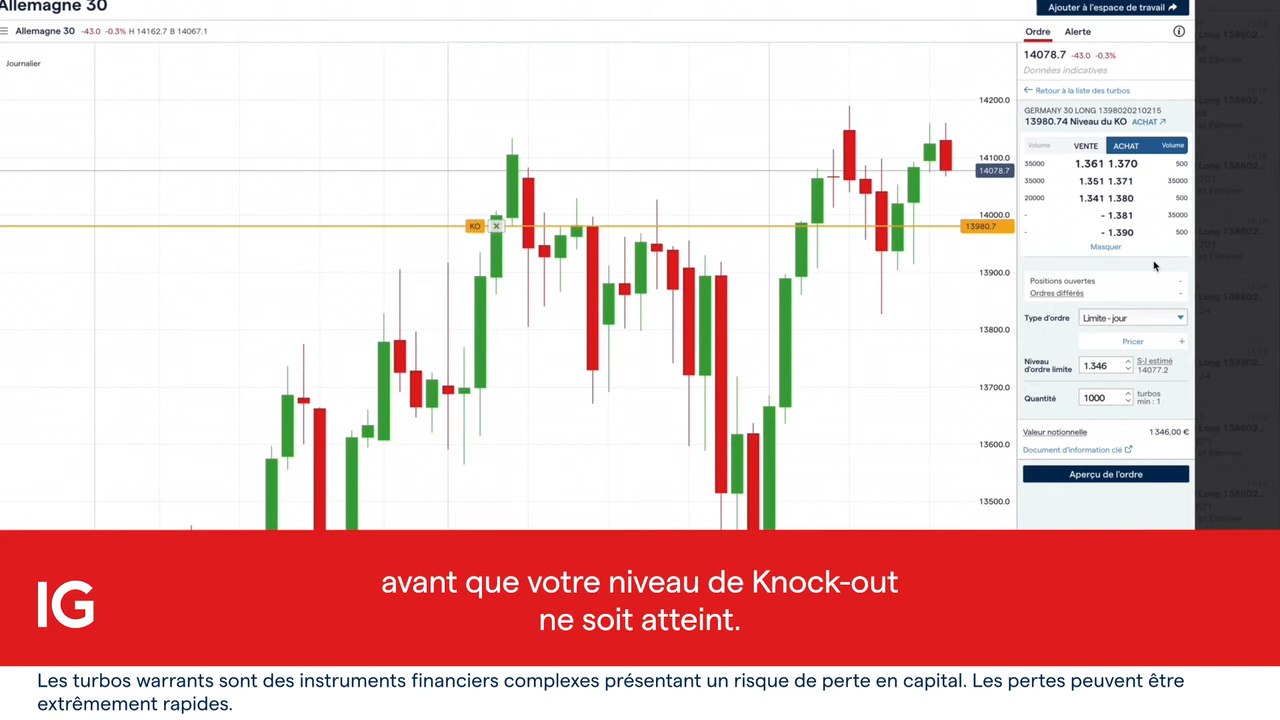 Allemagne 30
Ajouter à l'espace de travail
Allemagne 30 -43.0 -0.3% H 14162.7 B 14067.1
Journalier
14200.0
14100.0
14078.7
14000.0
KO
13980.7
13900.0
13800.0
13700.0
13600.0
13500.0
Ordre Alerte
14078.7 -43.0 -0.3%
Données indicatives
Retour à la liste des turbos
GERMANY 30 LONG 1398020210215
13980.74 Niveau du KO ACHAT
Volume VENTE ACHAT Volume
35000 1.361 1.370 500
35000 1.351 1.371 35000
20000 1.341 1.380 500
- - 1.381 35000
- - 1.390 500
Masquer
Positions ouvertes -
Ordres différés -
Type d'ordre Limite - jour
Pricer +
Niveau d'ordre limite 1.346 S-J estimé 14077.2
Quantité 1000 turbos min : 1
Valeur notionnelle 1 346,00 €
Document d'information clé
Aperçu de l'ordre
IG
avant que votre niveau de Knock-out
ne soit atteint.
Les turbos warrants sont des instruments financiers complexes présentant un risque de perte en capital. Les pertes peuvent être
extrêmement rapides.